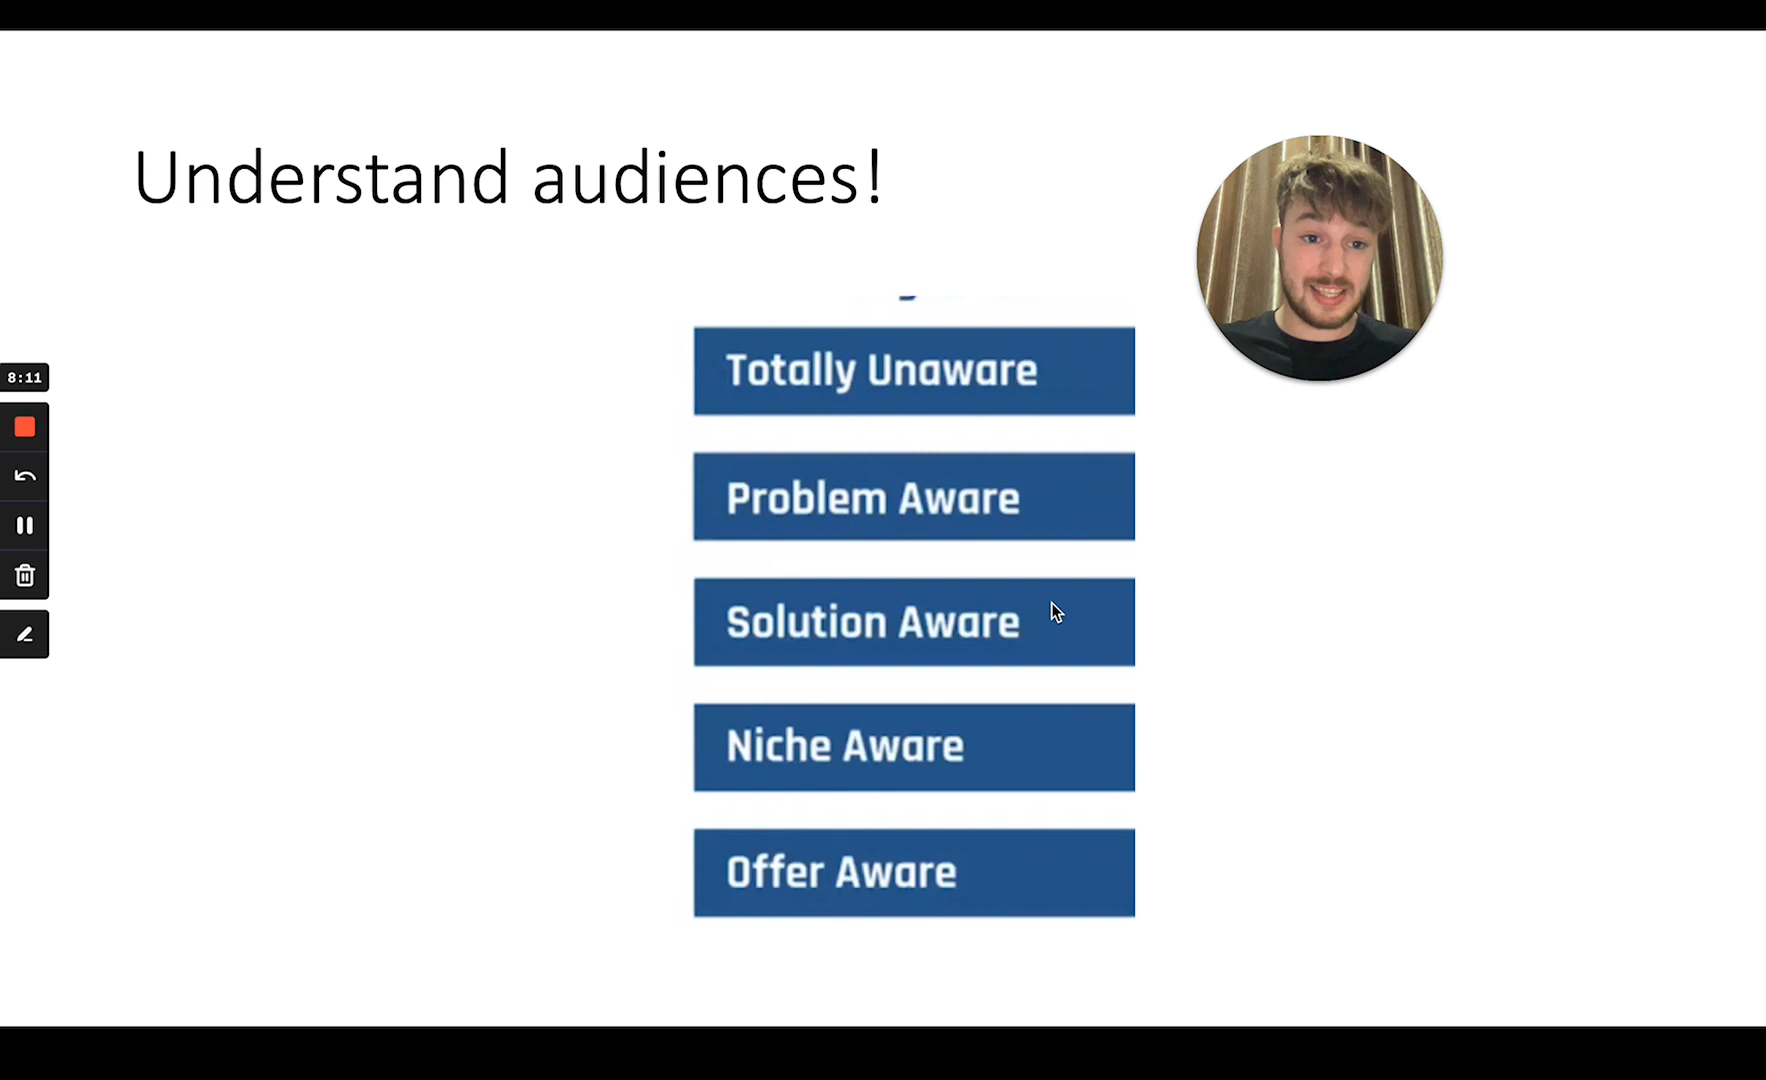 Understand audiences!
Totally Unaware
8:11
Problem Aware
Solution Aware
Niche Aware
Offer Aware